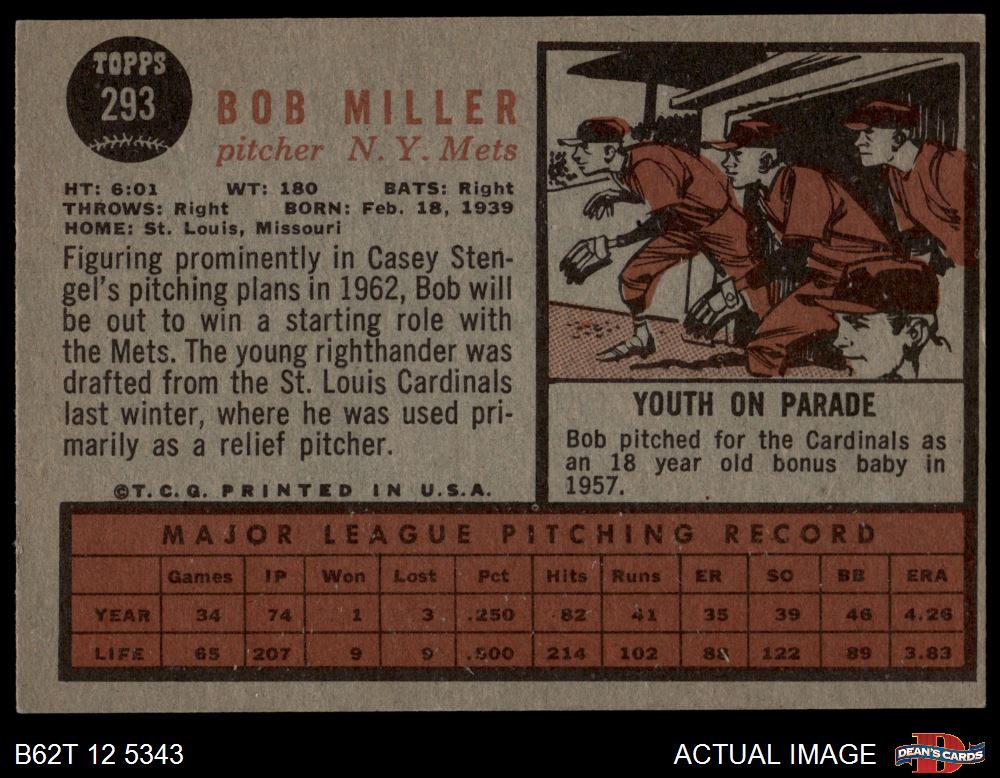 TOPPS
293
BOB MILLER
pitcher N. Y. Mets
HT: 6:01 WT: 180 BATS: Right
THROWS: Right BORN: Feb. 18, 1939
HOME: St. Louis, Missouri
Figuring prominently in Casey Sten-
gel's pitching plans in 1962, Bob will
be out to win a starting role with
the Mets. The young righthander was
drafted from the St. Louis Cardinals
last winter, where he was used pri-
marily as a relief pitcher.
©T.C.G. PRINTED IN U.S.A.
YOUTH ON PARADE
Bob pitched for the Cardinals as
an 18 year old bonus baby in
1957.
MAJOR LEAGUE PITCHING RECORD
Games IP Won Lost Pct Hits Runs ER SO BB ERA
YEAR 34 74 1 3 .250 82 41 35 39 46 4.26
LIFE 65 207 9 9 .500 214 102 88 122 89 3.83
B62T 12 5343
ACTUAL IMAGE
D
DEAN'S CARDS